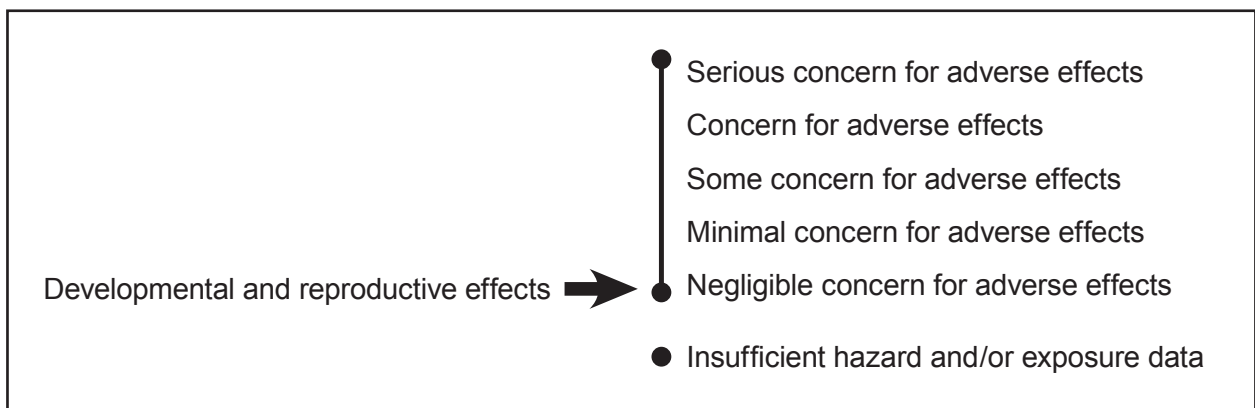 Serious concern for adverse effects
Concern for adverse effects
Some concern for adverse effects
Minimal concern for adverse effects
Developmental and reproductive effects Negligible concern for adverse effects
Insufficient hazard and/or exposure data